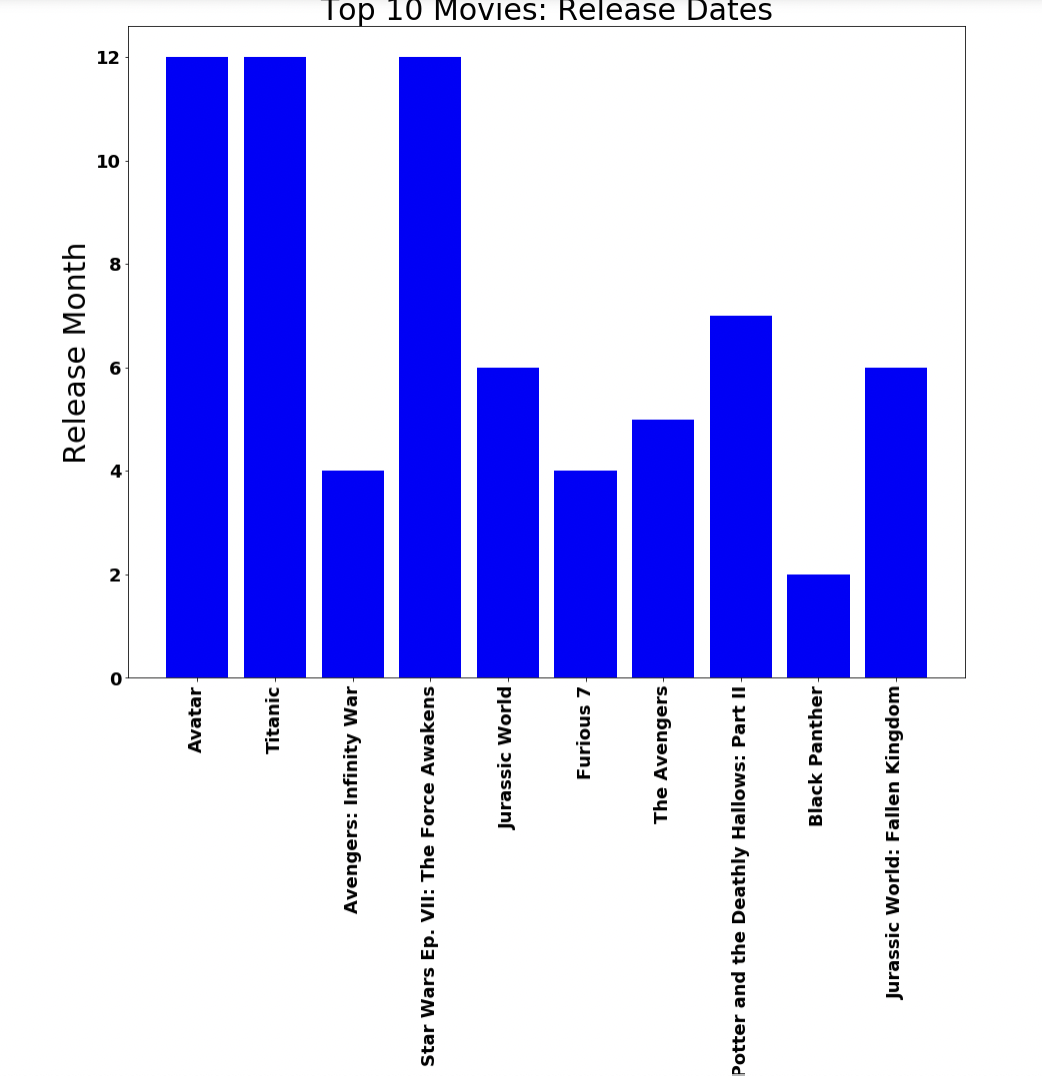 Top 10 Movies: Release Dates
Release Month
12
10
8
6
4
2
0
Avatar
Titanic
Avengers: Infinity War
Star Wars Ep. VII: The Force Awakens
Jurassic World
Furious 7
The Avengers
Potter and the Deathly Hallows: Part II
Black Panther
Jurassic World: Fallen Kingdom